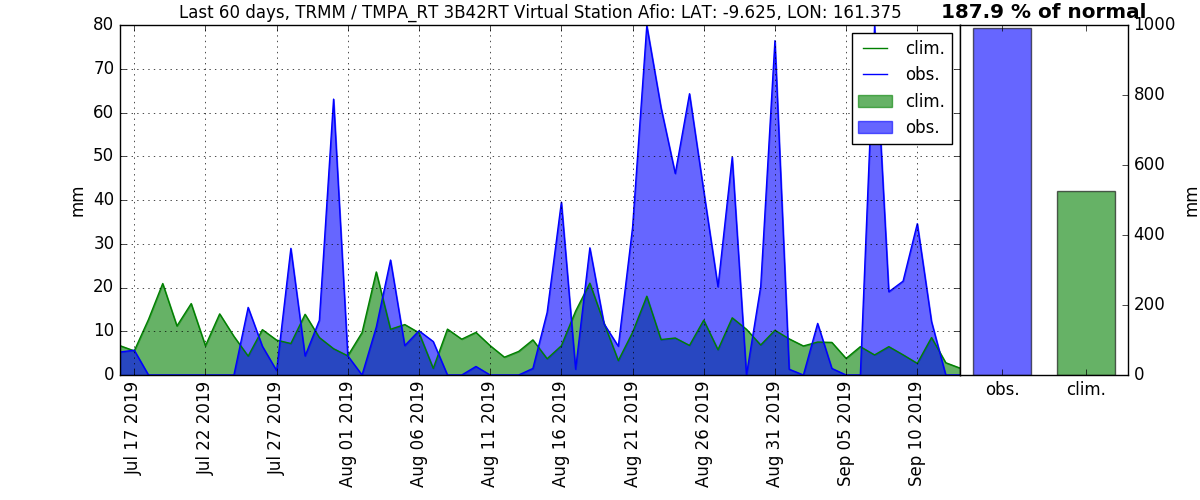 Last 60 days, TRMM / TMPA_RT 3B42RT Virtual Station Afio: LAT: -9.625, LON: 161.375
187.9 % of normal
80
70
60
50
40
30
20
10
0
mm
clim.
obs.
clim.
obs.
Jul 17 2019
Jul 22 2019
Jul 27 2019
Aug 01 2019
Aug 06 2019
Aug 11 2019
Aug 16 2019
Aug 21 2019
Aug 26 2019
Aug 31 2019
Sep 05 2019
Sep 10 2019
1000
800
600
400
200
0
mm
obs.
clim.